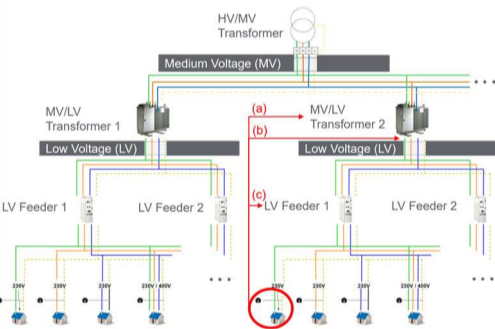 HV/MV
Transformer
Medium Voltage (MV)
MV/LV
Transformer 1
(a)
MV/LV
Transformer 2
(b)
Low Voltage (LV)
Low Voltage (LV)
(c)
LV Feeder 1
LV Feeder 2
LV Feeder 1
LV Feeder 2
230V
230V
230V
230V / 400V
230V
230V
230V
230V / 400V